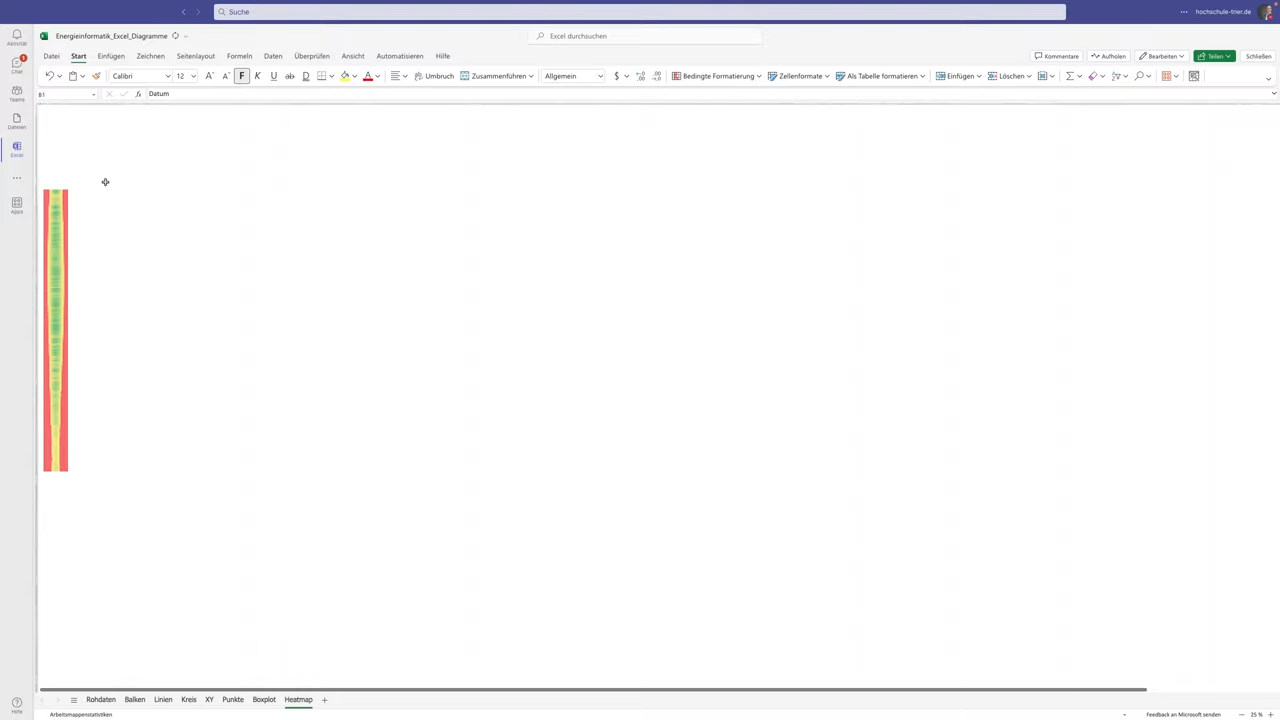 Suche
hochschule-trier.de
Aktivität
Chat
Teams
Dateien
Excel
Apps
Hilfe
Energieinformatik_Excel_Diagramme
Excel durchsuchen
Datei Start Einfügen Zeichnen Seitenlayout Formeln Daten Überprüfen Ansicht Automatisieren Hilfe
Kommentare Aufholen Bearbeiten Teilen Schließen
Calibri 12 F K U ab D A Umbruch Zusammenführen Allgemein $ Bedingte Formatierung Zellenformate Als Tabelle formatieren Einfügen Löschen
B1 fx Datum
Rohdaten Balken Linien Kreis XY Punkte Boxplot Heatmap
Arbeitsmappenstatistiken Feedback an Microsoft senden 25 %